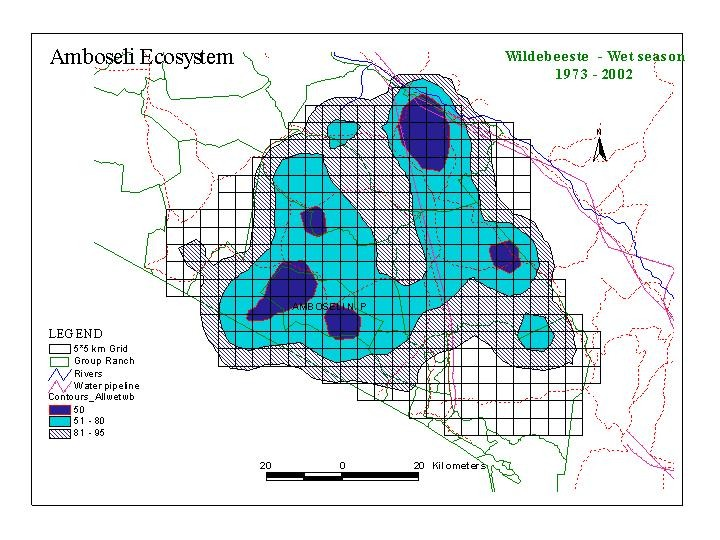 Amboseli Ecosystem
Wildebeeste - Wet season
1973 - 2002
N
AMBOSELI N. P
LEGEND
5*5 km Grid
Group Ranch
Rivers
Water pipeline
Contours_Allwetwb
50
51 - 80
81 - 95
20 0 20 Kilometers